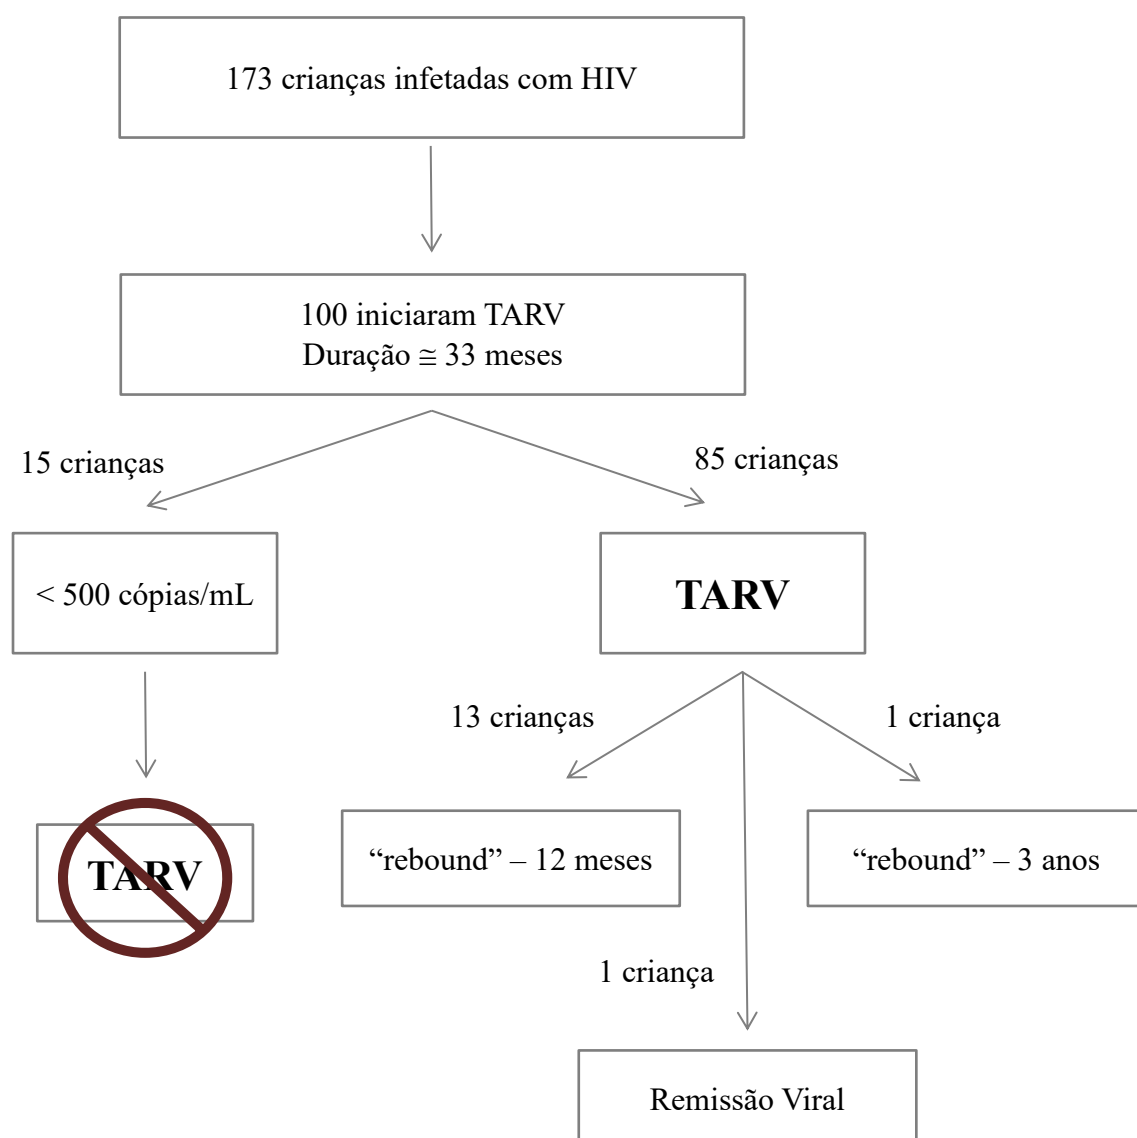 173 crianças infetadas com HIV
100 iniciaram TARV
Duração ≅ 33 meses
15 crianças
85 crianças
< 500 cópias/mL
TARV
13 crianças
1 criança
TARV
“rebound” – 12 meses
“rebound” – 3 anos
1 criança
Remissão Viral